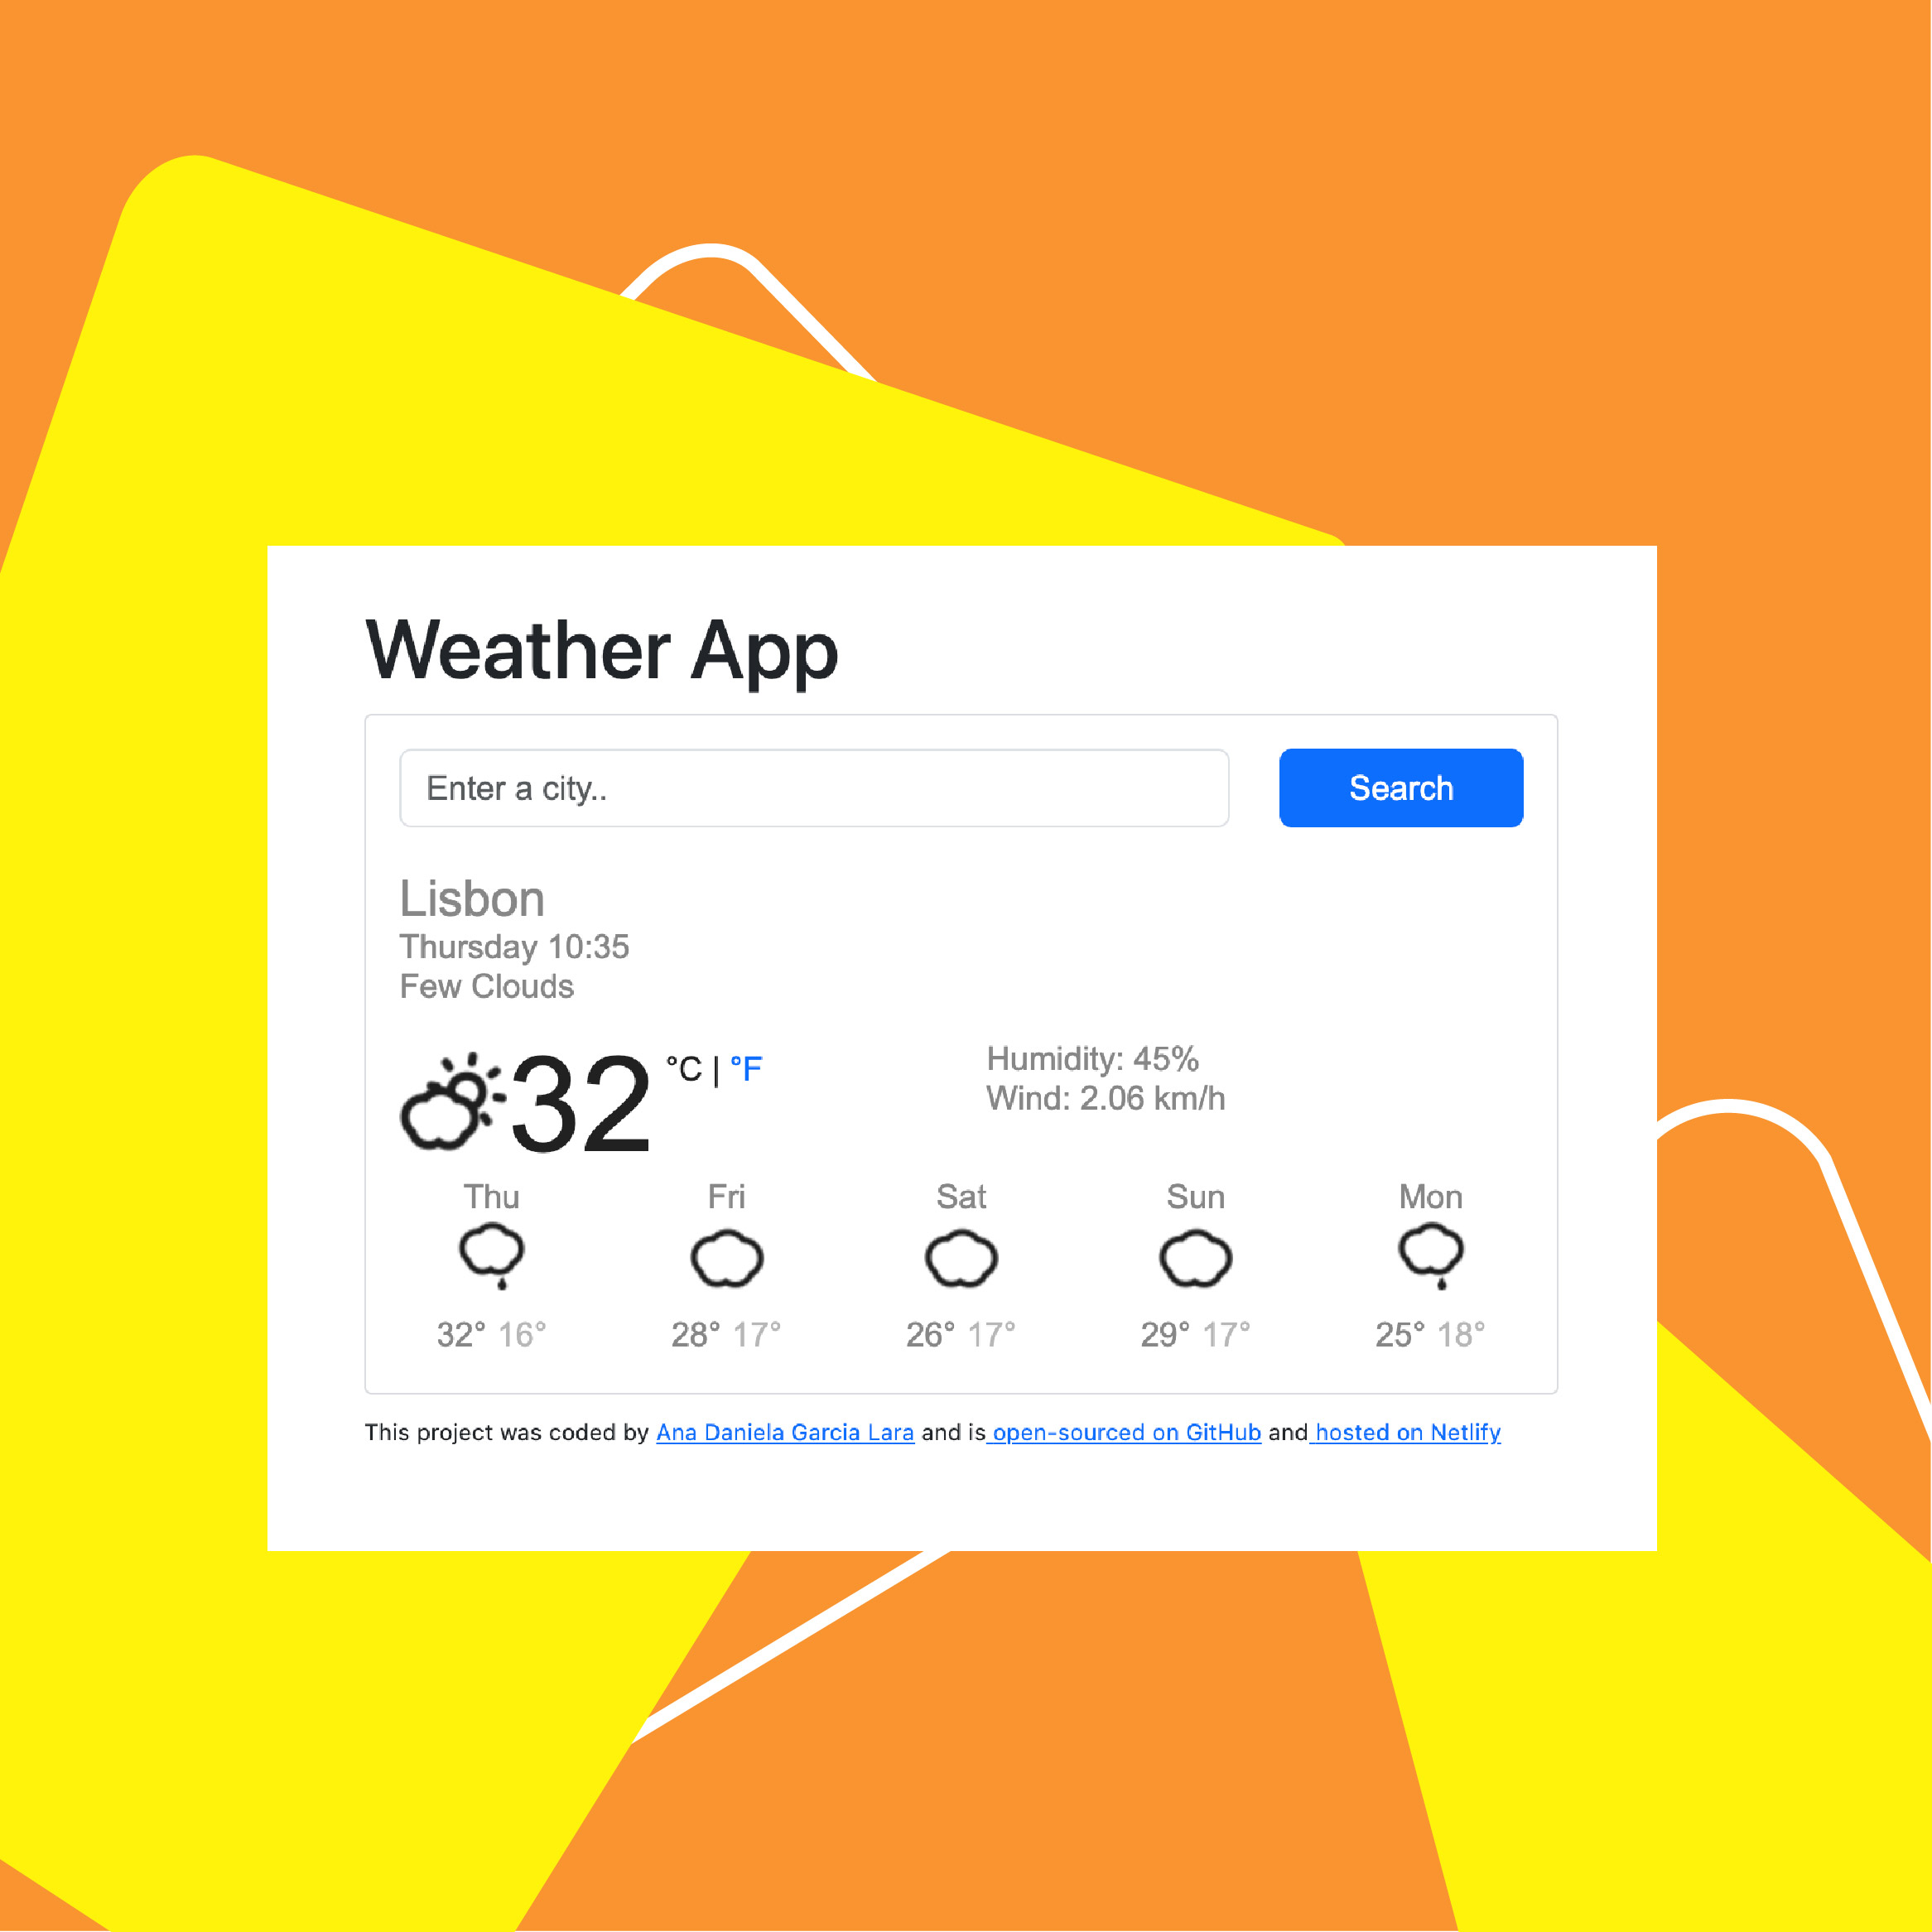 Weather App
Enter a city..
Search
Lisbon
Thursday 10:35
Few Clouds
32 °C | °F
Humidity: 45%
Wind: 2.06 km/h
Thu Fri Sat Sun Mon
32° 16° 28° 17° 26° 17° 29° 17° 25° 18°
This project was coded by Ana Daniela Garcia Lara and is open-sourced on GitHub and hosted on Netlify